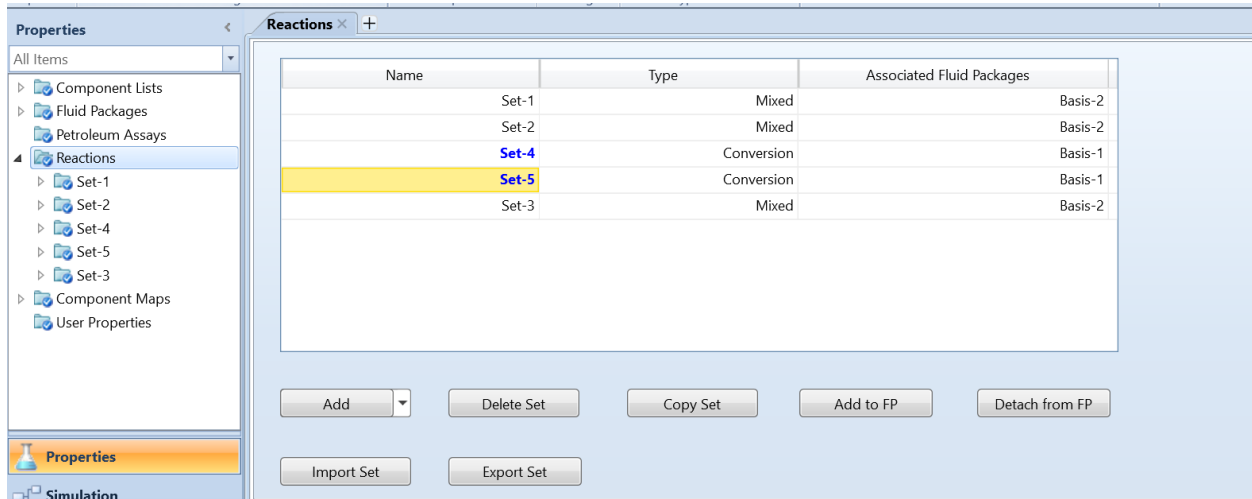 Properties
All Items
Component Lists
Fluid Packages
Petroleum Assays
Reactions
Set-1
Set-2
Set-4
Set-5
Set-3
Component Maps
User Properties
Properties
Simulation
Reactions
Name Type Associated Fluid Packages
Set-1 Mixed Basis-2
Set-2 Mixed Basis-2
Set-4 Conversion Basis-1
Set-5 Conversion Basis-1
Set-3 Mixed Basis-2
Add Delete Set Copy Set Add to FP Detach from FP
Import Set Export Set